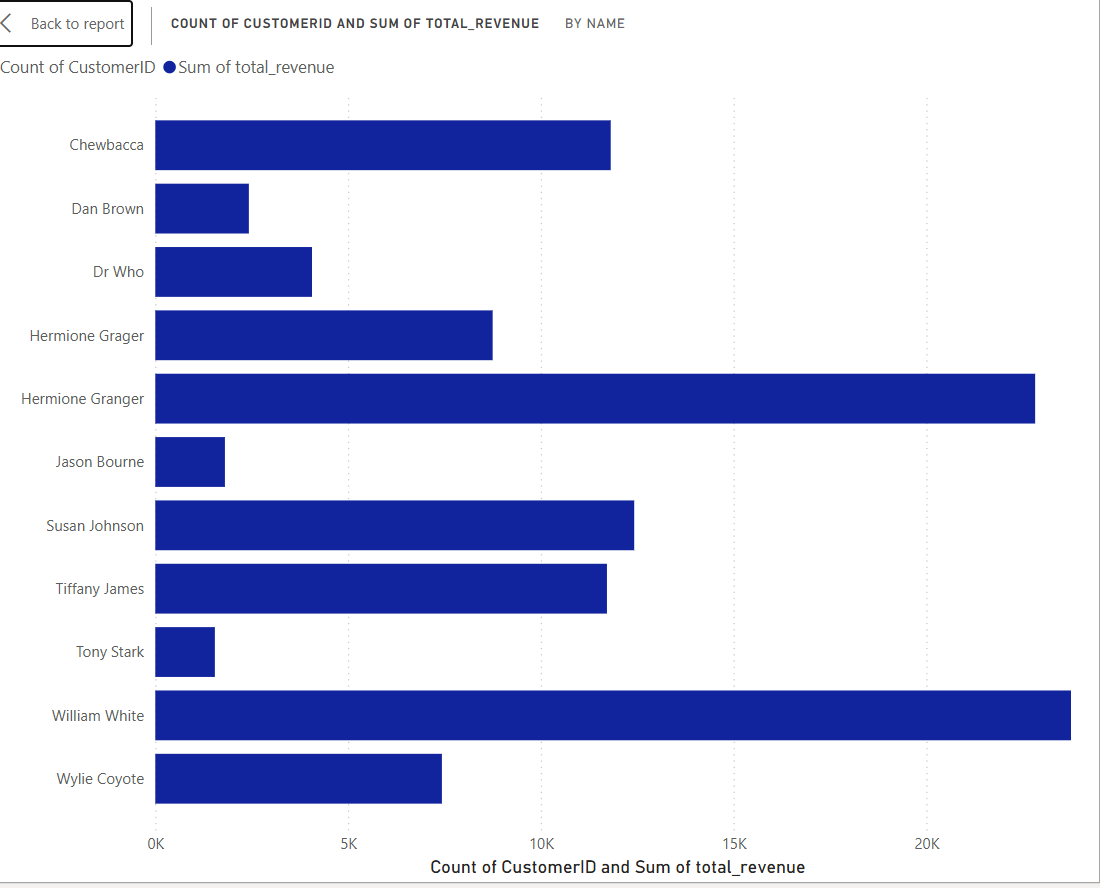 Back to report
COUNT OF CUSTOMERID AND SUM OF TOTAL_REVENUE BY NAME
Count of CustomerID Sum of total_revenue
Chewbacca
Dan Brown
Dr Who
Hermione Grager
Hermione Granger
Jason Bourne
Susan Johnson
Tiffany James
Tony Stark
William White
Wylie Coyote
0K 5K 10K 15K 20K
Count of CustomerID and Sum of total_revenue